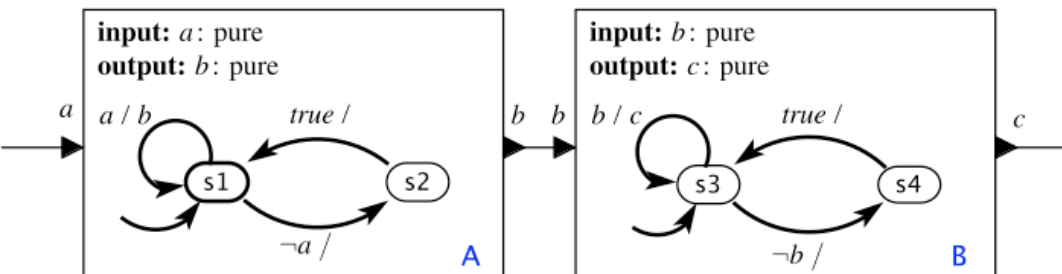 input: a: pure
output: b: pure
a
a / b
true /
s1
s2
¬a /
A
b
b
input: b: pure
output: c: pure
b / c
true /
s3
s4
¬b /
B
c